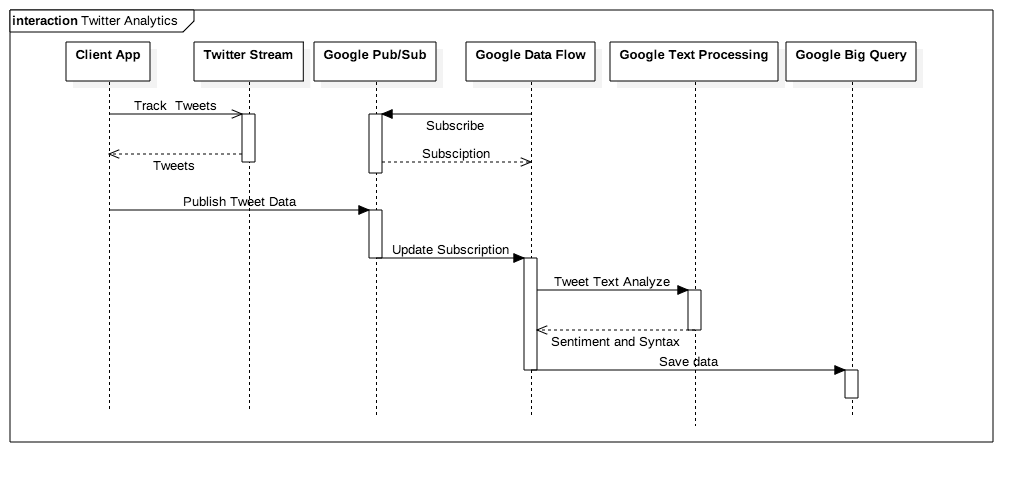 interaction Twitter Analytics
Client App
Twitter Stream
Google Pub/Sub
Google Data Flow
Google Text Processing
Google Big Query
Track Tweets
Subscribe
Subsciption
Tweets
Publish Tweet Data
Update Subscription
Tweet Text Analyze
Sentiment and Syntax
Save data